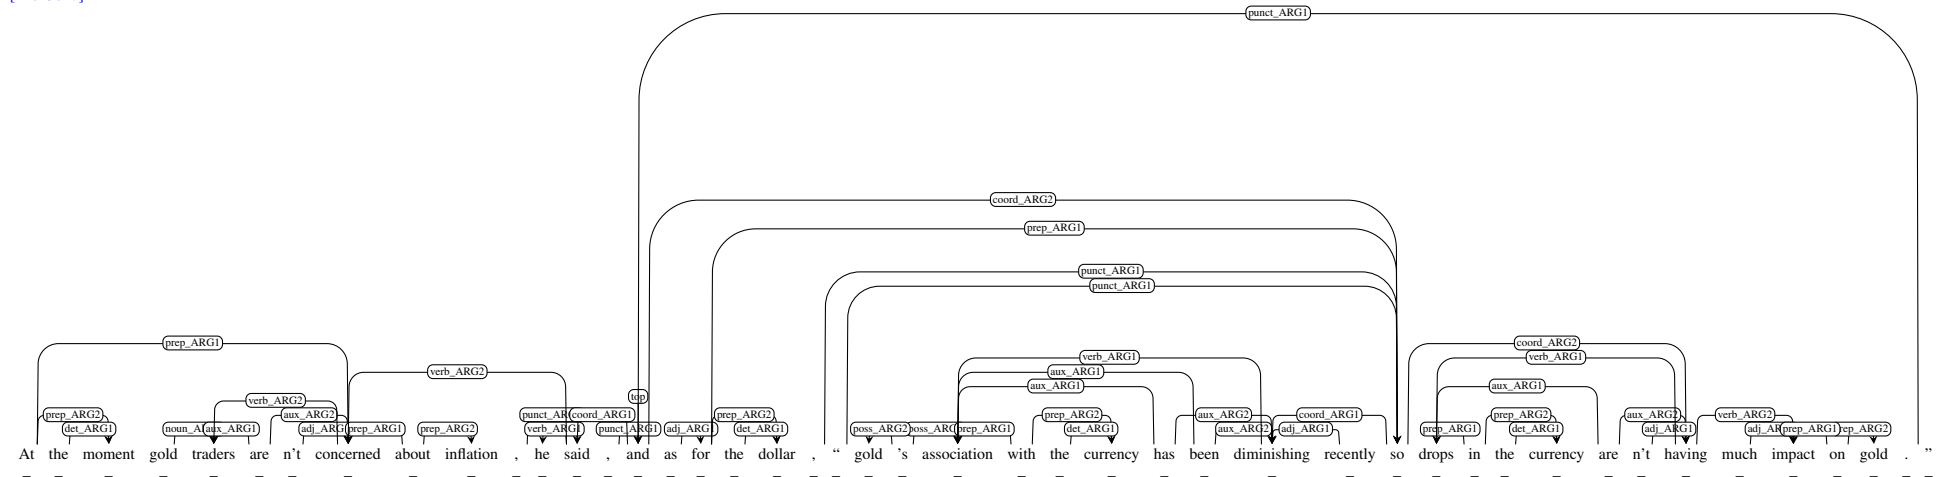 punct_ARG1
coord_ARG2
prep_ARG1
punct_ARG1
punct_ARG1
prep_ARG1 coord_ARG2
verb_ARG1 verb_ARG1
verb_ARG2 aux_ARG1
aux_ARG1 aux_ARG1
verb_ARG2 top
prep_ARG2 aux_ARG2 coord_ARG1 prep_ARG2 prep_ARG2 aux_ARG2 coord_ARG1 prep_ARG2 aux_ARG2 verb_ARG2
det_ARG1 aux_ARG1 prep_ARG1 prep_ARG2 verb_ARG1 punct_ARG1 adj_ARG1 det_ARG1 poss_ARG2 prep_ARG1 det_ARG1 aux_ARG2 adj_ARG1 prep_ARG1 det_ARG1 adj_ARG1 prep_ARG1
At the moment gold traders are n't concerned about inflation , he said , and as for the dollar , “ gold 's association with the currency has been diminishing recently so drops in the currency are n't having much impact on gold . ”